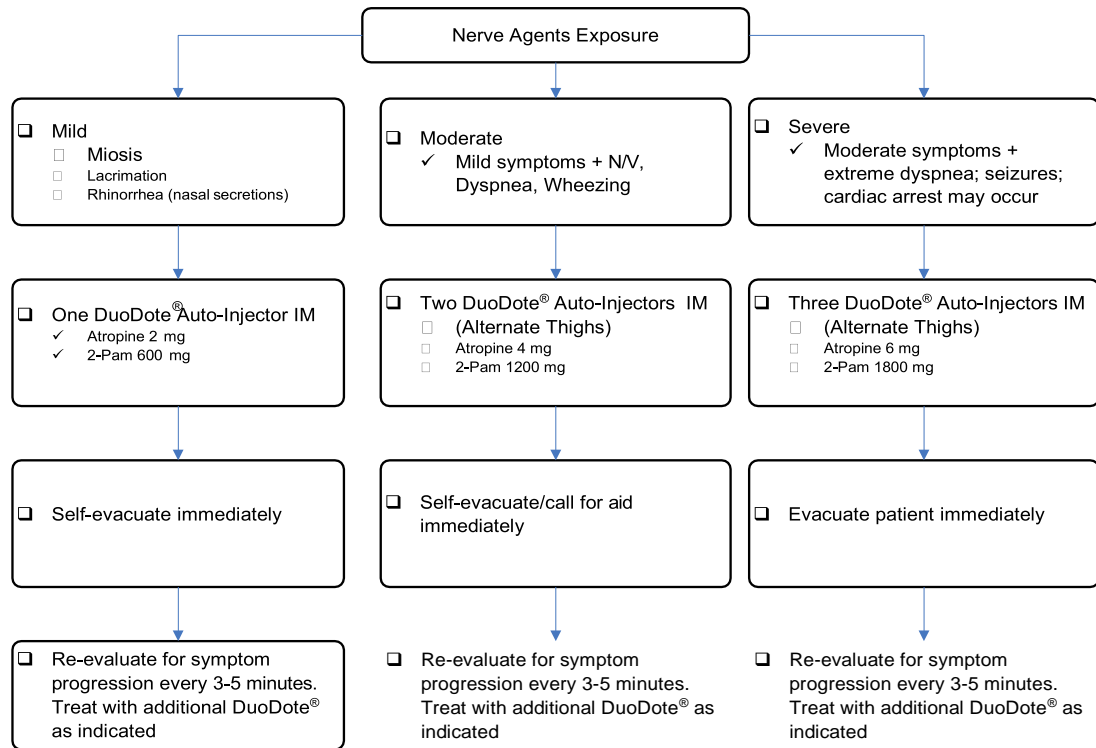 Nerve Agents Exposure
❑ Mild
Miosis
Lacrimation
Rhinorrhea (nasal secretions)
❑ Moderate
✓ Mild symptoms + N/V,
Dyspnea, Wheezing
❑ Severe
✓ Moderate symptoms +
extreme dyspnea; seizures;
cardiac arrest may occur
❑ One DuoDote® Auto-Injector IM
✓ Atropine 2 mg
✓ 2-Pam 600 mg
❑ Two DuoDote® Auto-Injectors IM
(Alternate Thighs)
Atropine 4 mg
2-Pam 1200 mg
❑ Three DuoDote® Auto-Injectors IM
(Alternate Thighs)
Atropine 6 mg
2-Pam 1800 mg
❑ Self-evacuate immediately
❑ Self-evacuate/call for aid
immediately
❑ Evacuate patient immediately
❑ Re-evaluate for symptom
progression every 3-5 minutes.
Treat with additional DuoDote®
as indicated
❑ Re-evaluate for symptom
progression every 3-5 minutes.
Treat with additional DuoDote® as
indicated
❑ Re-evaluate for symptom
progression every 3-5 minutes.
Treat with additional DuoDote® as
indicated